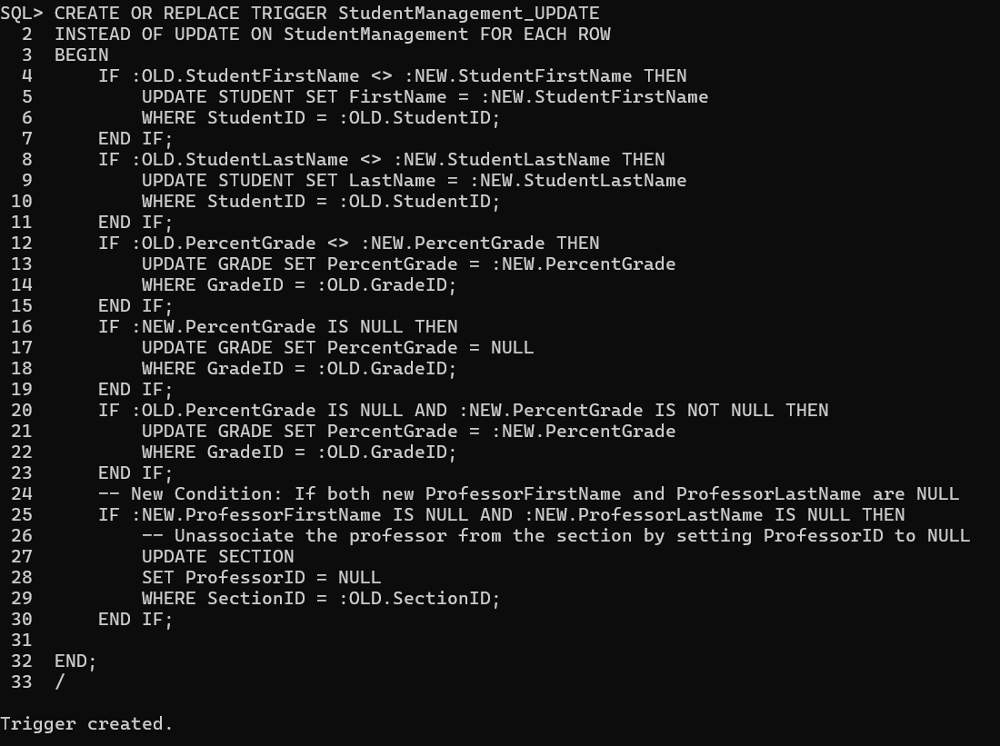 SQL> CREATE OR REPLACE TRIGGER StudentManagement_UPDATE
  2  INSTEAD OF UPDATE ON StudentManagement FOR EACH ROW
  3  BEGIN
  4      IF :OLD.StudentFirstName <> :NEW.StudentFirstName THEN
  5          UPDATE STUDENT SET FirstName = :NEW.StudentFirstName
  6          WHERE StudentID = :OLD.StudentID;
  7      END IF;
  8      IF :OLD.StudentLastName <> :NEW.StudentLastName THEN
  9          UPDATE STUDENT SET LastName = :NEW.StudentLastName
 10          WHERE StudentID = :OLD.StudentID;
 11      END IF;
 12      IF :OLD.PercentGrade <> :NEW.PercentGrade THEN
 13          UPDATE GRADE SET PercentGrade = :NEW.PercentGrade
 14          WHERE GradeID = :OLD.GradeID;
 15      END IF;
 16      IF :NEW.PercentGrade IS NULL THEN
 17          UPDATE GRADE SET PercentGrade = NULL
 18          WHERE GradeID = :OLD.GradeID;
 19      END IF;
 20      IF :OLD.PercentGrade IS NULL AND :NEW.PercentGrade IS NOT NULL THEN
 21          UPDATE GRADE SET PercentGrade = :NEW.PercentGrade
 22          WHERE GradeID = :OLD.GradeID;
 23      END IF;
 24      -- New Condition: If both new ProfessorFirstName and ProfessorLastName are NULL
 25      IF :NEW.ProfessorFirstName IS NULL AND :NEW.ProfessorLastName IS NULL THEN
 26          -- Unassociate the professor from the section by setting ProfessorID to NULL
 27          UPDATE SECTION
 28          SET ProfessorID = NULL
 29          WHERE SectionID = :OLD.SectionID;
 30      END IF;
 31
 32  END;
 33  /
Trigger created.